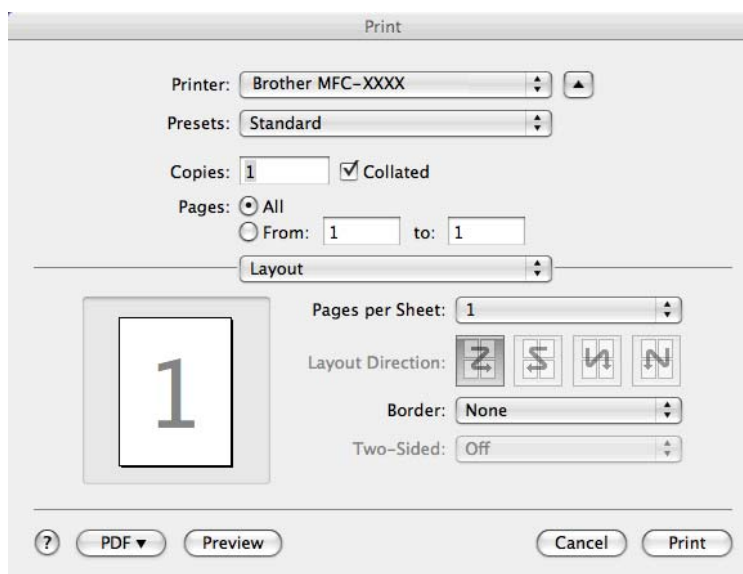 Print
Printer: Brother MFC-XXXX
Presets: Standard
Copies: 1 Collated
Pages: All
From: 1 to: 1
Layout
1
Pages per Sheet: 1
Layout Direction:
Border: None
Two-Sided: Off
? PDF▼ Preview Cancel Print